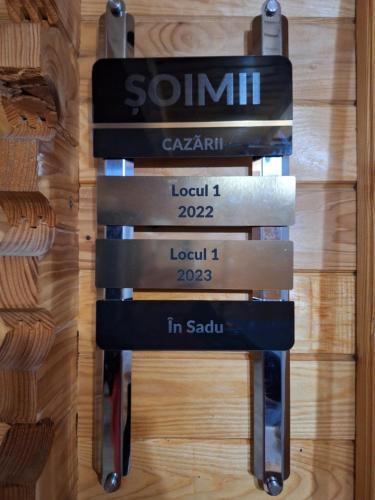 ȘOIMII
CAZĂRII
Locul 1
2022
Locul 1
2023
În Sadu